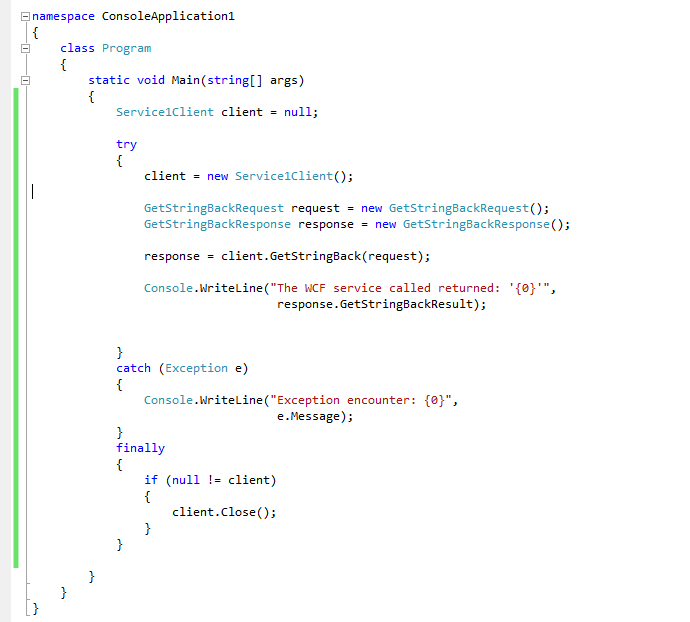 namespace ConsoleApplication1
{
    class Program
    {
        static void Main(string[] args)
        {
            Service1Client client = null;

            try
            {
                client = new Service1Client();

                GetStringBackRequest request = new GetStringBackRequest();
                GetStringBackResponse response = new GetStringBackResponse();

                response = client.GetStringBack(request);

                Console.WriteLine("The WCF service called returned: '{0}'",
                                   response.GetStringBackResult);


            }
            catch (Exception e)
            {
                Console.WriteLine("Exception encounter: {0}",
                                   e.Message);
            }
            finally
            {
                if (null != client)
                {
                    client.Close();
                }
            }

        }
    }
}